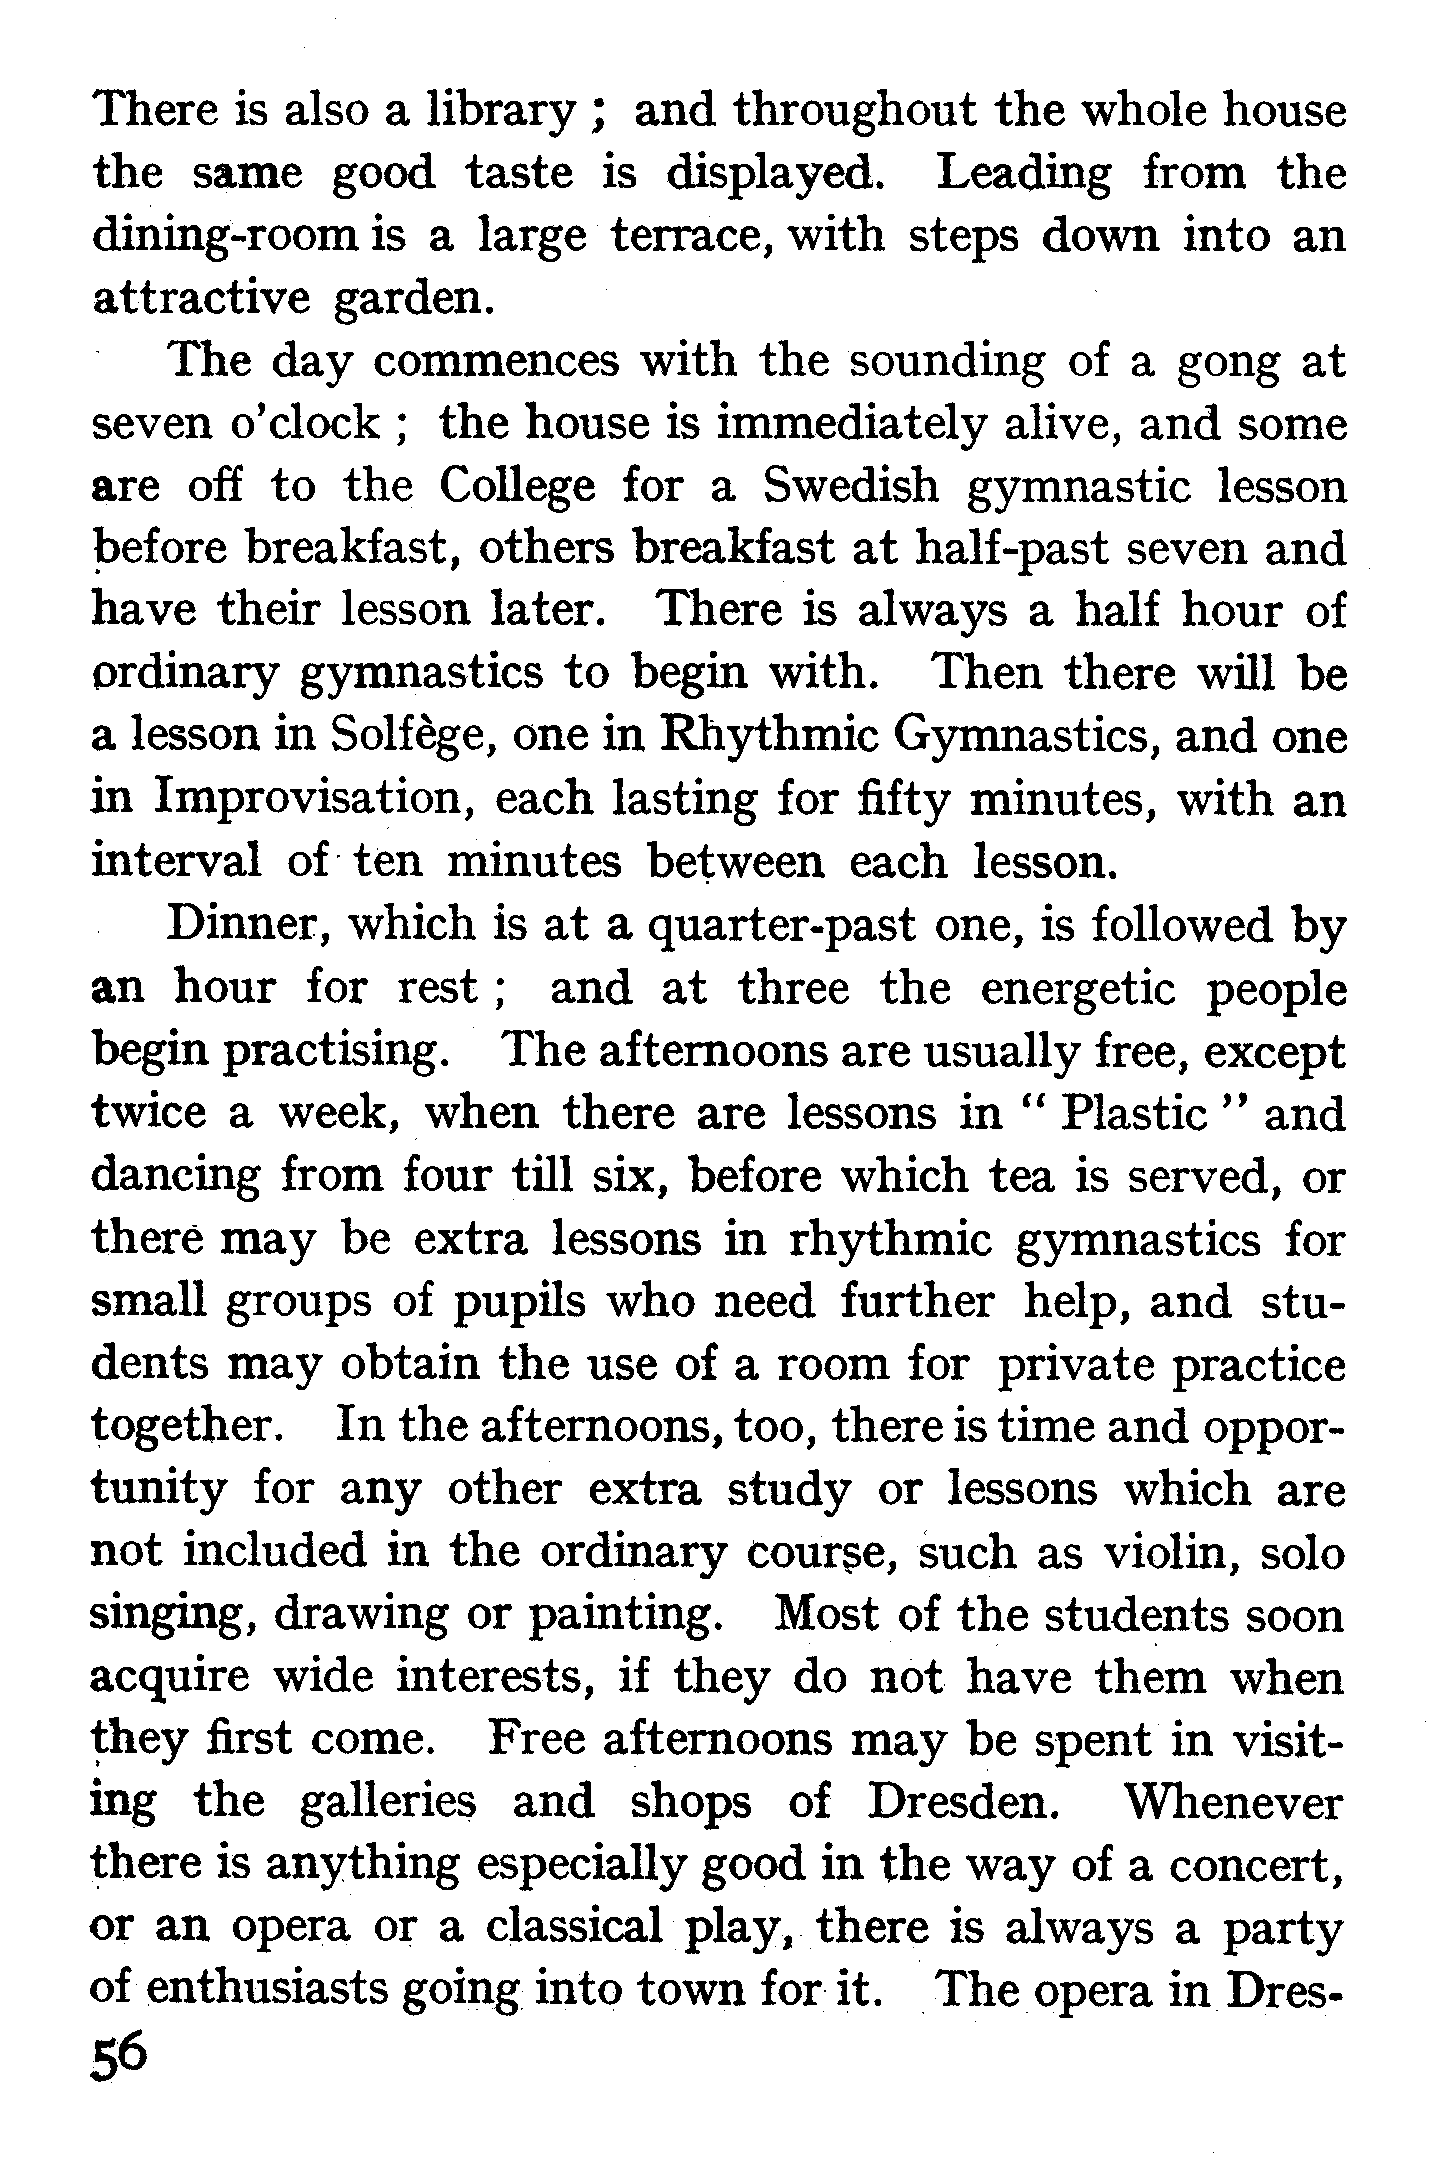 There is also a library ; and throughout the whole house
the same good taste is displayed. Leading from the
dining-room is a large terrace, with steps down into an
attractive garden.
The day commences with the sounding of a gong at
seven o'clock ; the house is immediately alive, and some
are off to the College for a Swedish gymnastic lesson
before breakfast, others breakfast at half-past seven and
have their lesson later. There is always a half hour of
ordinary gymnastics to begin with. Then there will be
a lesson in Solfège, one in Rhythmic Gymnastics, and one
in Improvisation, each lasting for fifty minutes, with an
interval of ten minutes between each lesson.
Dinner, which is at a quarter-past one, is followed by
an hour for rest ; and at three the energetic people
begin practising. The afternoons are usually free, except
twice a week, when there are lessons in “ Plastic ” and
dancing from four till six, before which tea is served, or
there may be extra lessons in rhythmic gymnastics for
small groups of pupils who need further help, and stu-
dents may obtain the use of a room for private practice
together. In the afternoons, too, there is time and oppor-
tunity for any other extra study or lessons which are
not included in the ordinary course, such as violin, solo
singing, drawing or painting. Most of the students soon
acquire wide interests, if they do not have them when
they first come. Free afternoons may be spent in visit-
ing the galleries and shops of Dresden. Whenever
there is anything especially good in the way of a concert,
or an opera or a classical play, there is always a party
of enthusiasts going into town for it. The opera in Dres-
56